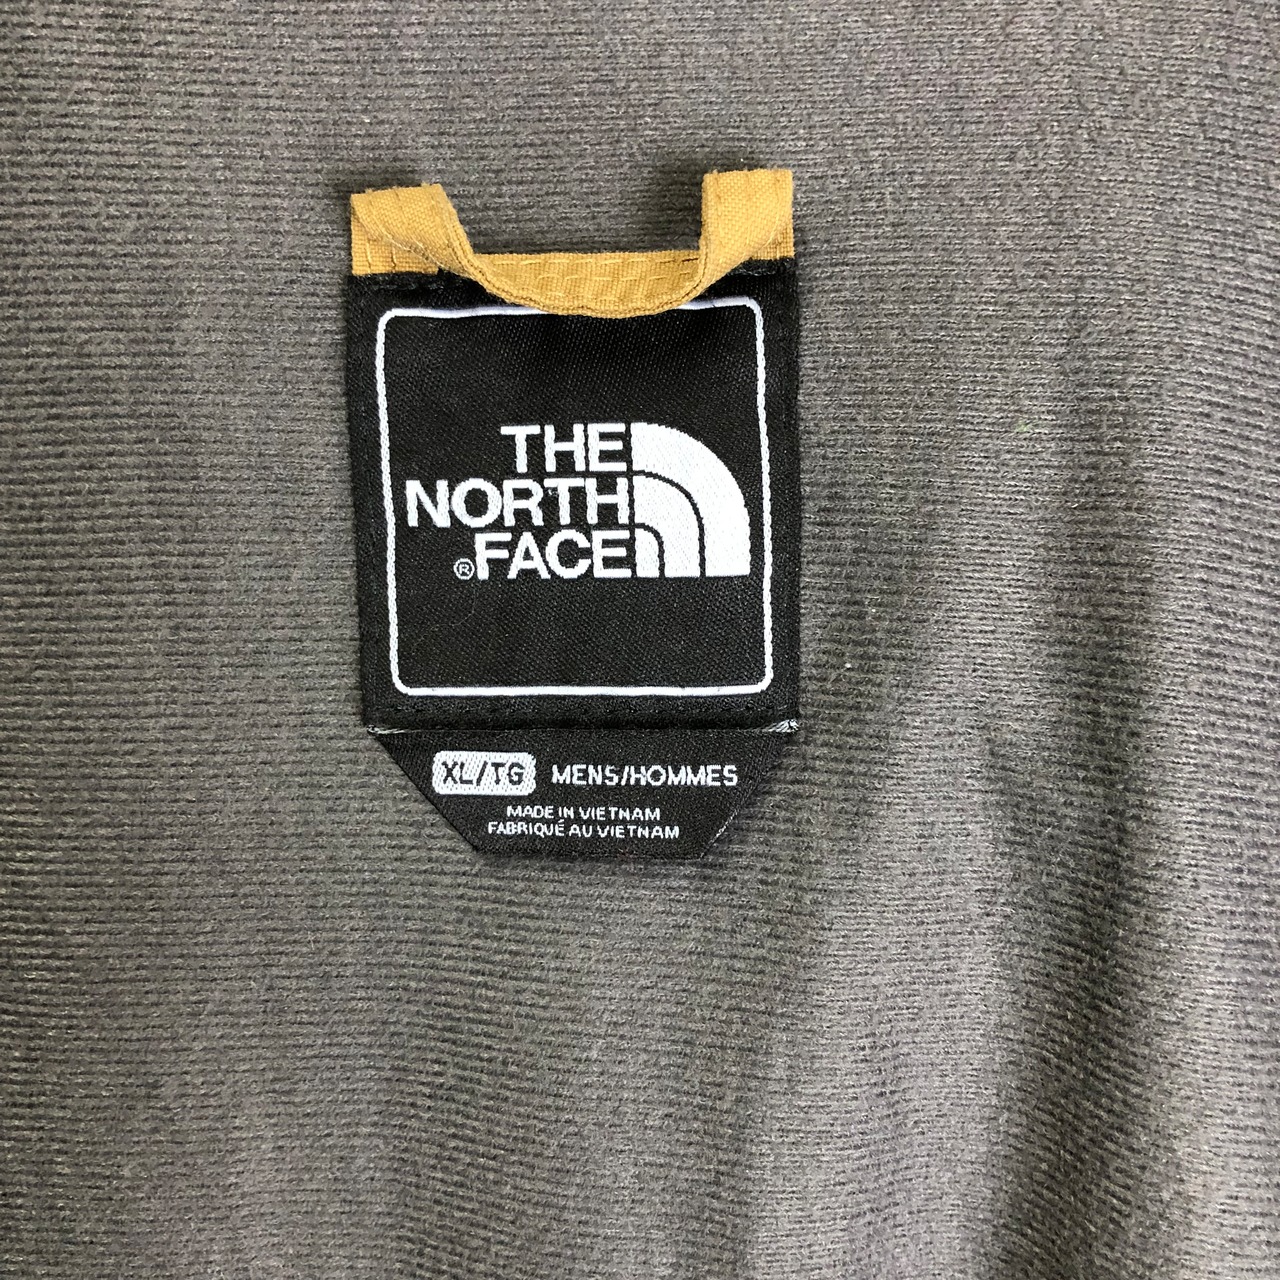 THE
NORTH
®FACE
XL/TG MENS/HOMMES
MADE IN VIETNAM
FABRIQUÉ AU VIETNAM